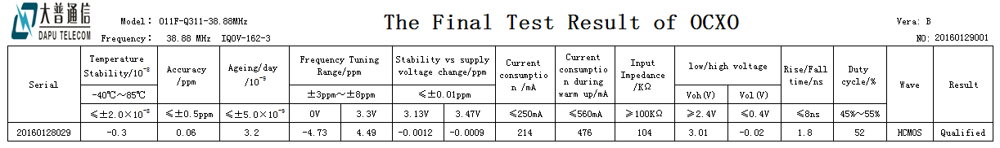 大普通信
DAPU TELECOM
Model: O11F-Q311-38.88MHz
Frequency: 38.88 MHz IQOV-162-3
The Final Test Result of OCXO
Vera: B
NO: 20160129001
Serial
Temperature Stability/10⁻⁸
Accuracy /ppm
Ageing/day /10⁻⁹
Frequency Tuning Range/ppm
Stability vs supply voltage change/ppm
Current consumptio n /mA
Current consumptio n during warm up/mA
Input Impedance /KΩ
low/high voltage
Rise/Fall time/ns
Duty cycle/%
Wave
Result
-40℃~85℃
±3ppm~±8ppm
≤±0.01ppm
Voh(V)
Vol(V)
≤±2.0×10⁻⁸
≤±0.5ppm
≤±5.0×10⁻⁹
0V
3.3V
3.13V
3.47V
≤250mA
≤560mA
≥100KΩ
≥2.4V
≤0.4V
≤8ns
45%~55%
20160128029
-0.3
0.06
3.2
-4.73
4.49
-0.0012
-0.0009
214
476
104
3.01
-0.02
1.8
52
HCMOS
Qualified